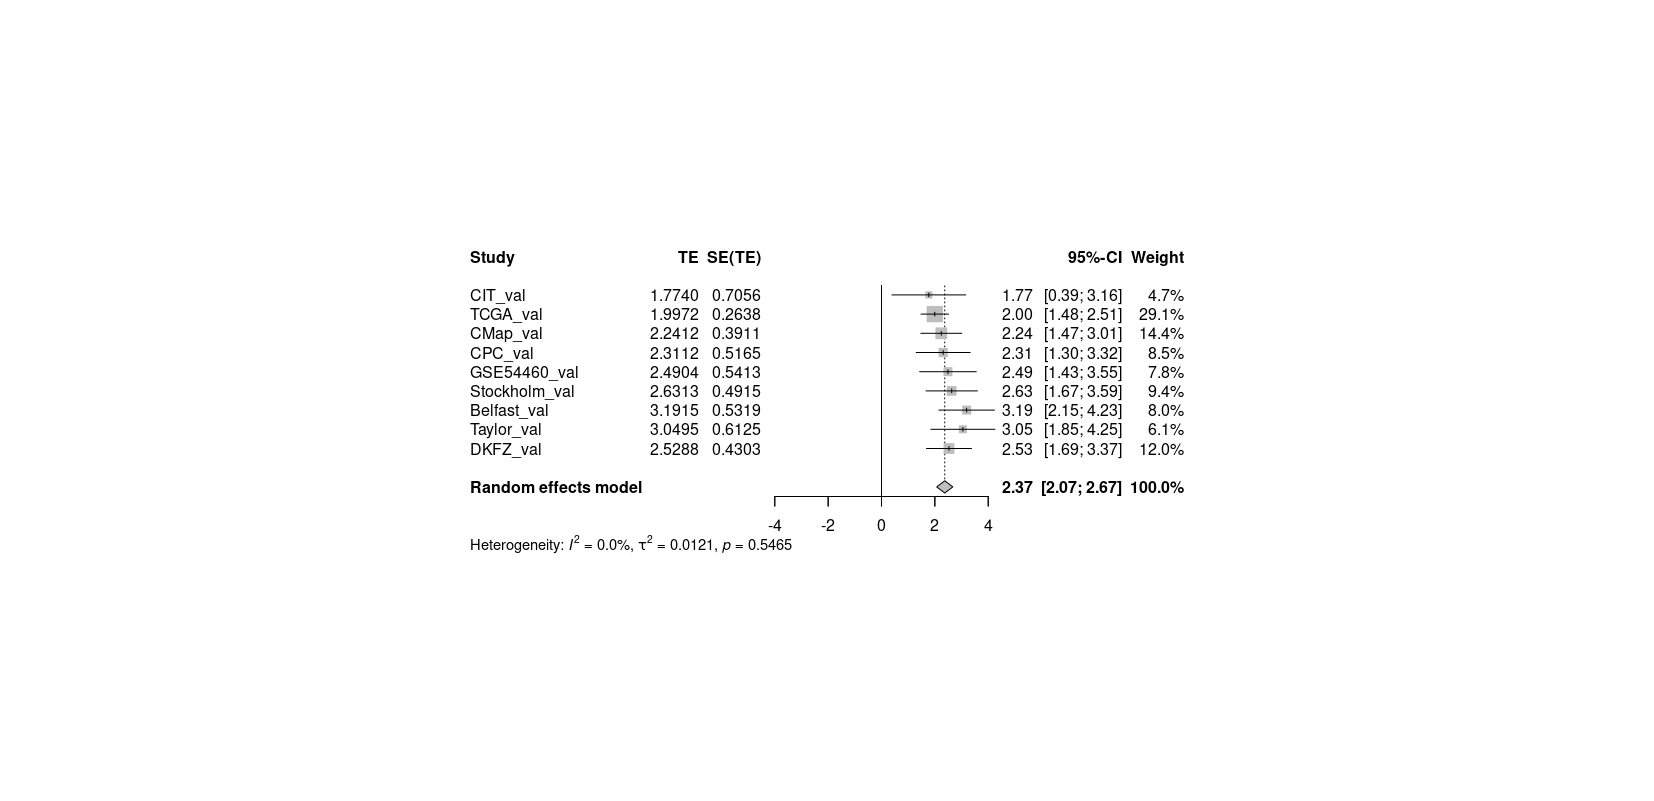 Study TE SE(TE) 95%-CI Weight
CIT_val 1.7740 0.7056 1.77 [0.39; 3.16] 4.7%
TCGA_val 1.9972 0.2638 2.00 [1.48; 2.51] 29.1%
CMap_val 2.2412 0.3911 2.24 [1.47; 3.01] 14.4%
CPC_val 2.3112 0.5165 2.31 [1.30; 3.32] 8.5%
GSE54460_val 2.4904 0.5413 2.49 [1.43; 3.55] 7.8%
Stockholm_val 2.6313 0.4915 2.63 [1.67; 3.59] 9.4%
Belfast_val 3.1915 0.5319 3.19 [2.15; 4.23] 8.0%
Taylor_val 3.0495 0.6125 3.05 [1.85; 4.25] 6.1%
DKFZ_val 2.5288 0.4303 2.53 [1.69; 3.37] 12.0%
Random effects model 2.37 [2.07; 2.67] 100.0%
-4 -2 0 2 4
Heterogeneity: I² = 0.0%, τ² = 0.0121, p = 0.5465